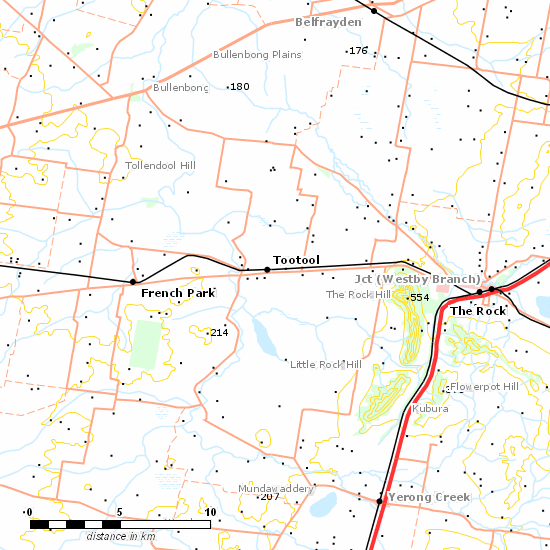 Belfrayden
176
Bullenbong Plains
180
Bullenbong
Tollendool Hill
Tootool
Jct (Westby Branch)
French Park
The Rock Hill
554
The Rock
214
Little Rock Hill
Flowerpot Hill
Kubura
Mundawaddery
207
Yerong Creek
0 5 10
distance in km